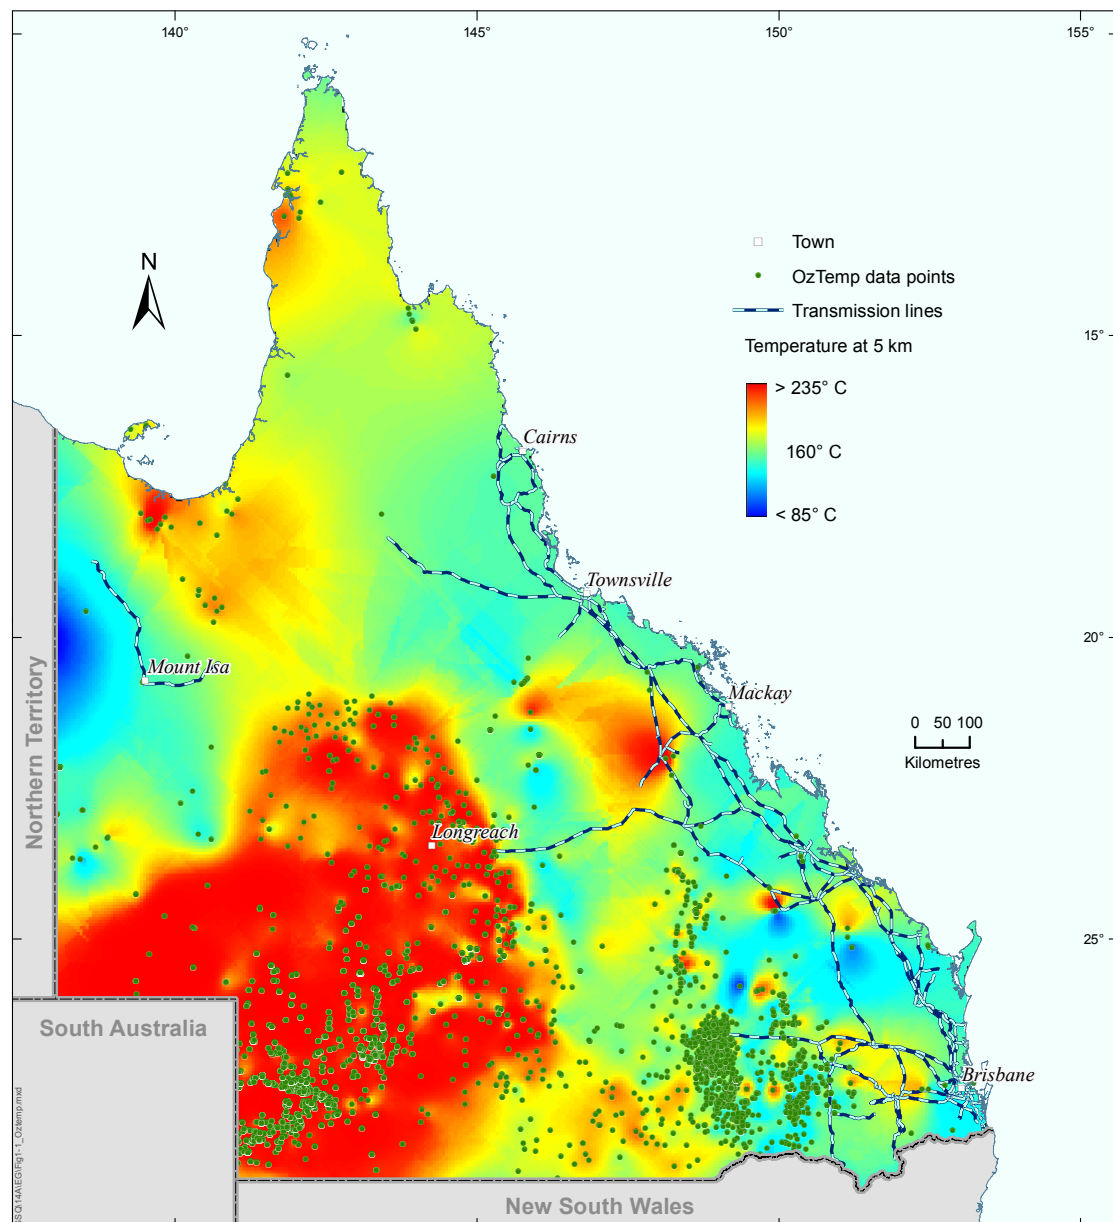 140°
145°
150°
155°
N
Town
OzTemp data points
Transmission lines
Temperature at 5 km
> 235° C
160° C
< 85° C
15°
Cairns
Townsville
20°
Mount Isa
Mackay
0 50 100
Kilometres
Northern Territory
Longreach
25°
South Australia
Brisbane
New South Wales